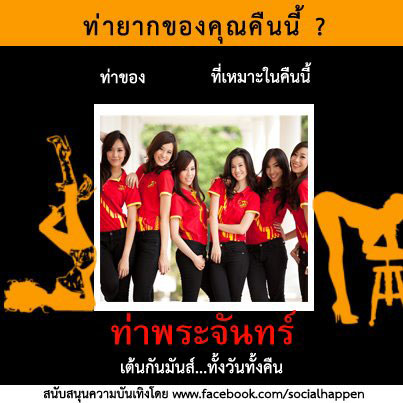 ท่ายากของคุณคืนนี้ ?
ท่าของ ที่เหมาะในคืนนี้
ท่าพระจันทร์
เต้นกันมันส์...ทั้งวันทั้งคืน
สนับสนุนความบันเทิงโดย www.facebook.com/socialhappen